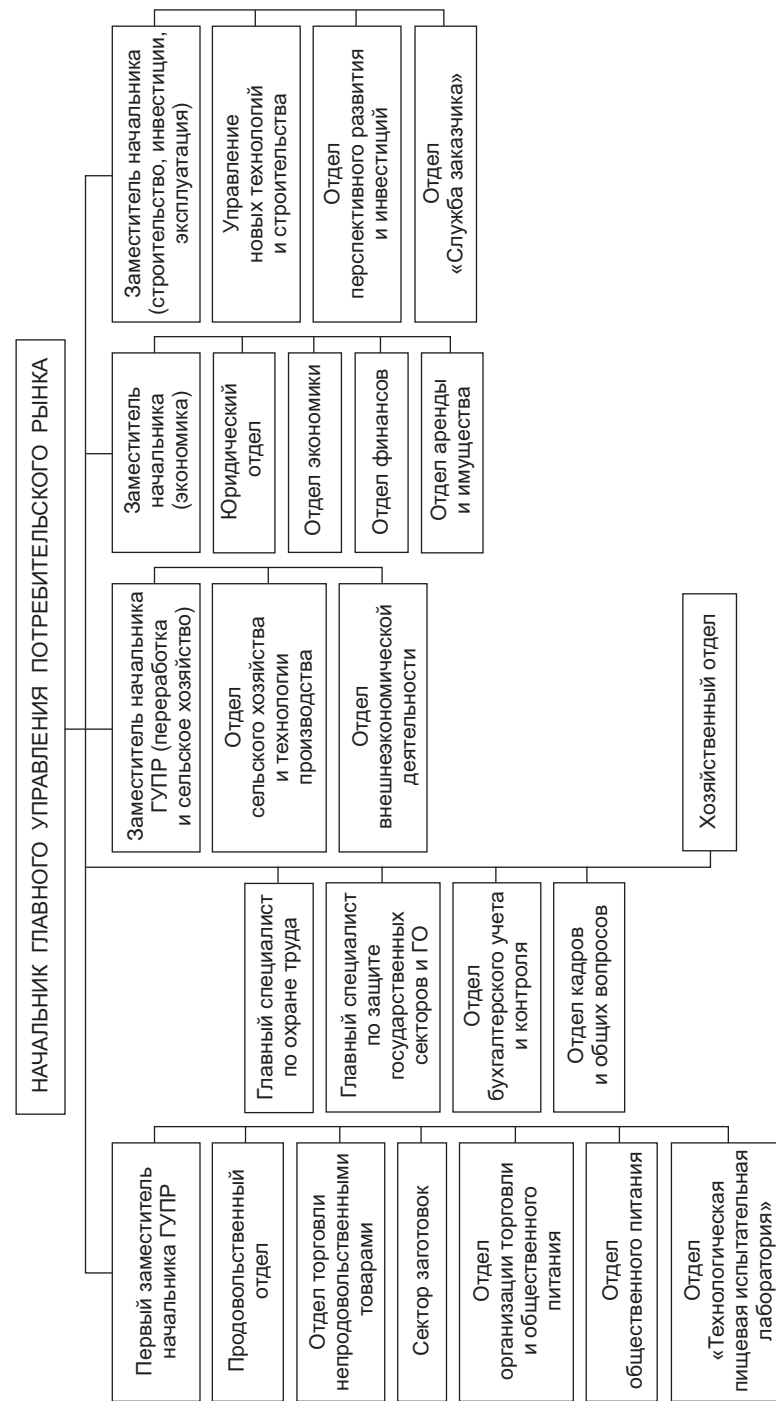 НАЧАЛЬНИК ГЛАВНОГО УПРАВЛЕНИЯ ПОТРЕБИТЕЛЬСКОГО РЫНКА
Первый заместитель
начальника ГУПР
Продовольственный
отдел
Отдел торговли
непродовольственными
товарами
Сектор заготовок
Отдел
организации торговли
и общественного
питания
Отдел
общественного питания
Отдел
«Технологическая
пищевая испытательная
лаборатория»
Главный специалист
по охране труда
Главный специалист
по защите
государственных
секторов и ГО
Отдел
бухгалтерского учета
и контроля
Отдел кадров
и общих вопросов
Хозяйственный отдел
Заместитель начальника
ГУПР (переработка
и сельское хозяйство)
Отдел
сельского хозяйства
и технологии
производства
Отдел
внешнеэкономической
деятельности
Заместитель
начальника
(экономика)
Юридический
отдел
Отдел экономики
Отдел финансов
Отдел аренды
и имущества
Заместитель начальника
(строительство, инвестиции,
эксплуатация)
Управление
новых технологий
и строительства
Отдел
перспективного развития
и инвестиций
Отдел
«Служба заказчика»